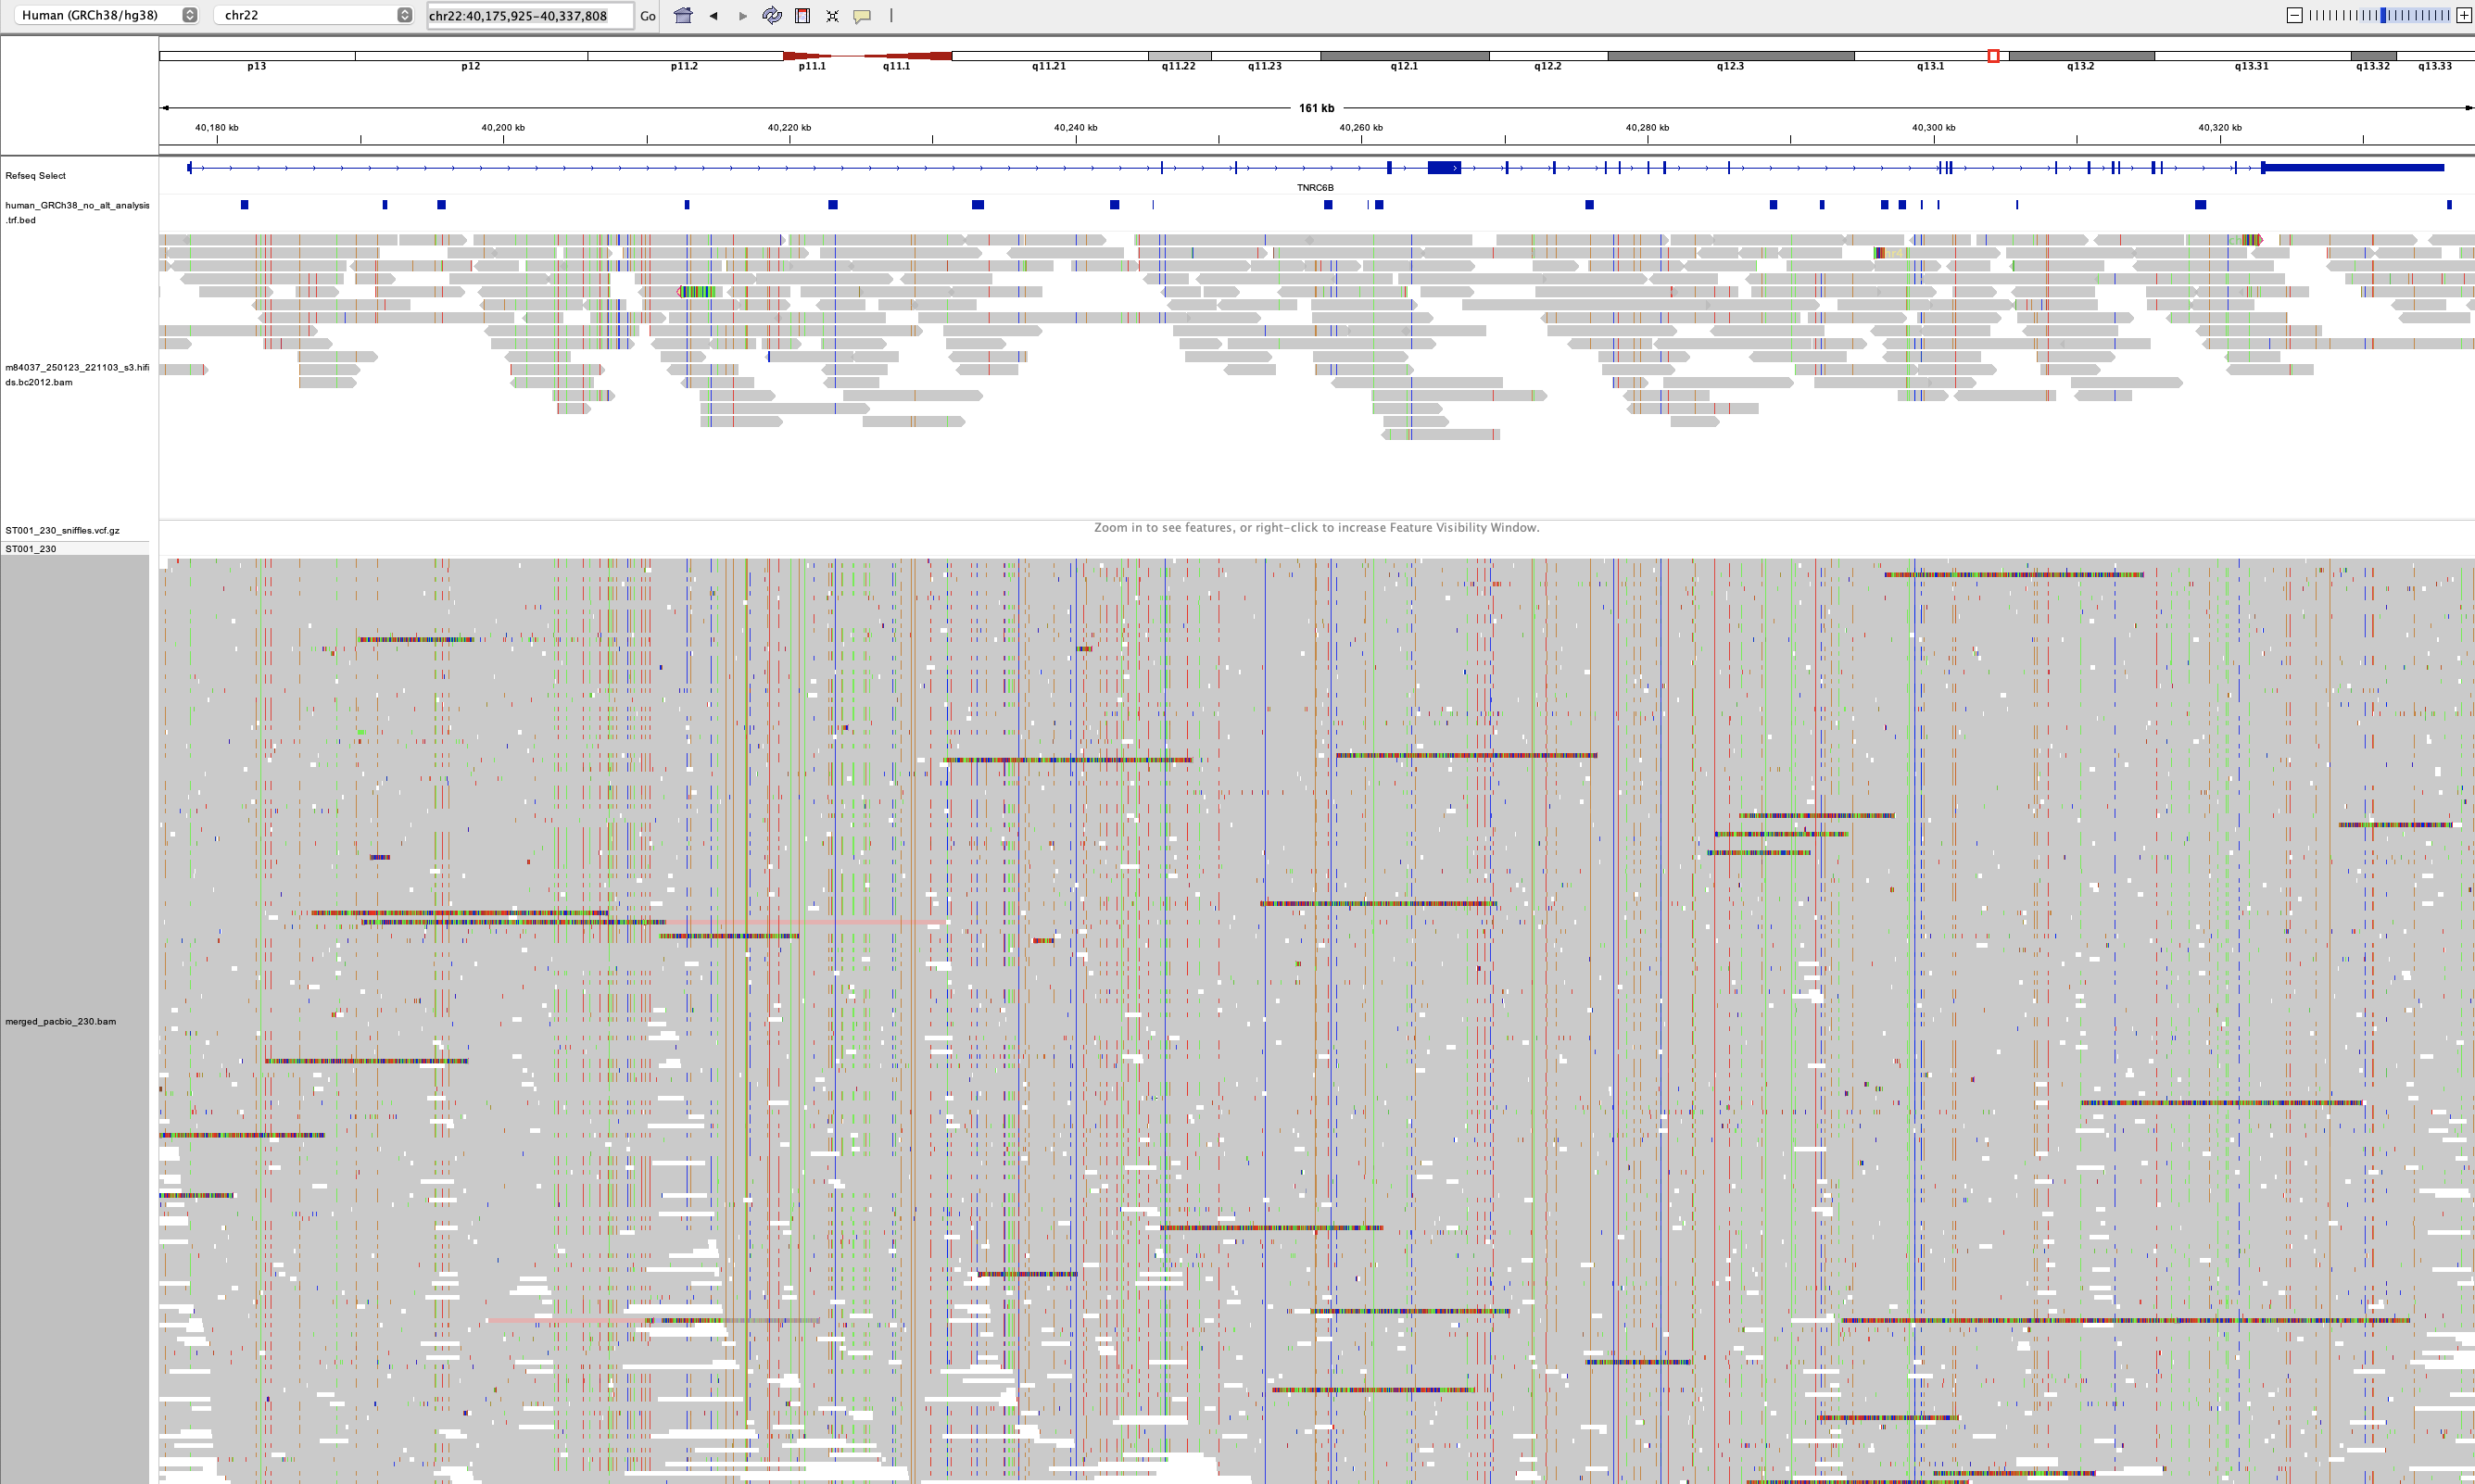 Human (GRCh38/hg38) chr22 chr22:40,175,925-40,337,808 Go
p13 p12 p11.2 p11.1 q11.1 q11.21 q11.22 q11.23 q12.1 q12.2 q12.3 q13.1 q13.2 q13.31 q13.32 q13.33
161 kb
40,180 kb 40,200 kb 40,220 kb 40,240 kb 40,260 kb 40,280 kb 40,300 kb 40,320 kb
Refseq Select
TNRC6B
human_GRCh38_no_alt_analysis
.trf.bed
m84037_250123_221103_s3.hifi
ds.bc2012.bam
ST001_230_sniffles.vcf.gz
Zoom in to see features, or right-click to increase Feature Visibility Window.
ST001_230
merged_pacbio_230.bam